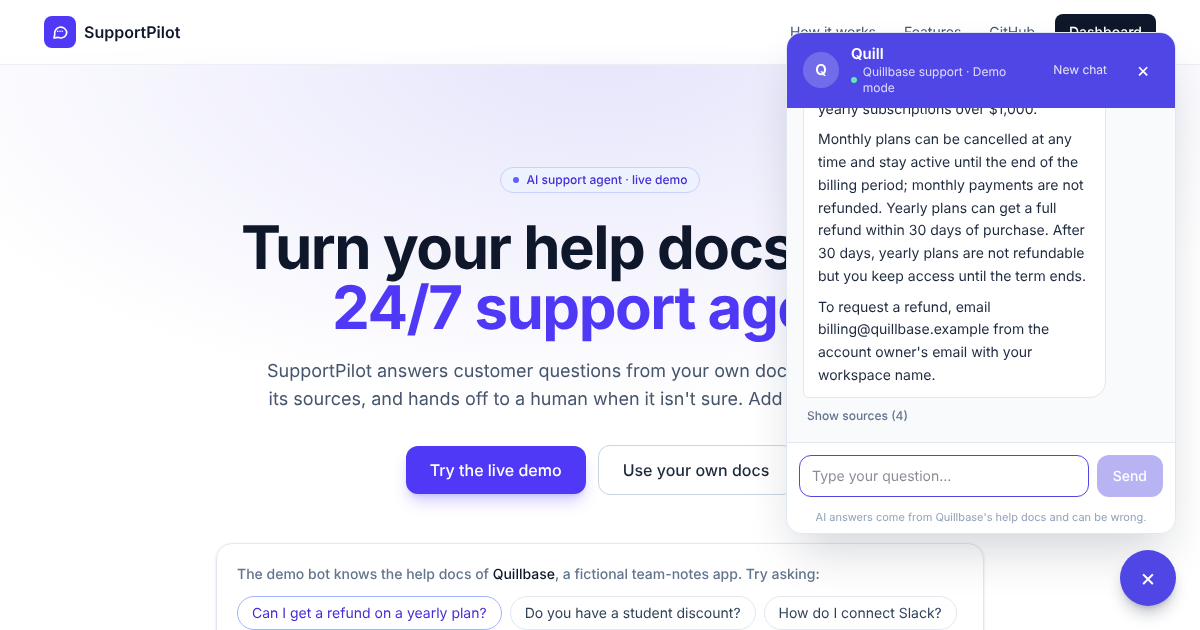 SupportPilot
How it works
Features
GitHub
Dashboard
AI support agent · live demo
Turn your help docs
24/7 support age
SupportPilot answers customer questions from your own doc
its sources, and hands off to a human when it isn't sure. Add
Try the live demo
Use your own docs
The demo bot knows the help docs of Quillbase, a fictional team-notes app. Try asking:
Can I get a refund on a yearly plan?
Do you have a student discount?
How do I connect Slack?
Q
Quill
Quillbase support · Demo
mode
New chat
yearly subscriptions over $1,000.
Monthly plans can be cancelled at any
time and stay active until the end of the
billing period; monthly payments are not
refunded. Yearly plans can get a full
refund within 30 days of purchase. After
30 days, yearly plans are not refundable
but you keep access until the term ends.
To request a refund, email
billing@quillbase.example from the
account owner's email with your
workspace name.
Show sources (4)
Type your question...
Send
AI answers come from Quillbase's help docs and can be wrong.